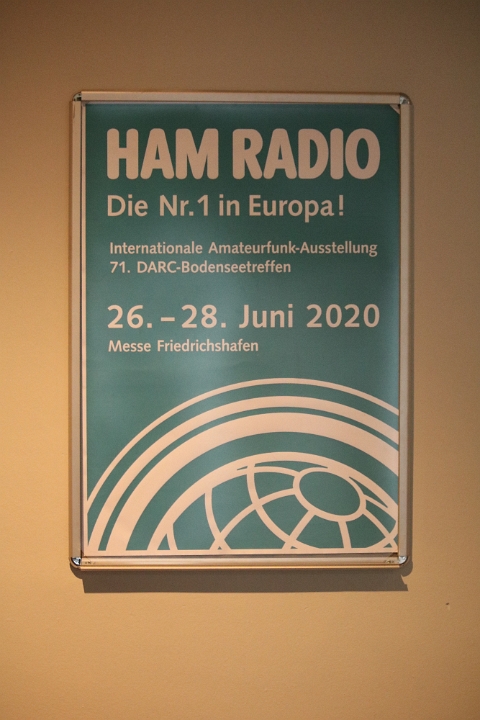 HAM RADIO
Die Nr.1 in Europa!
Internationale Amateurfunk-Ausstellung
71. DARC-Bodenseetreffen
26. – 28. Juni 2020
Messe Friedrichshafen